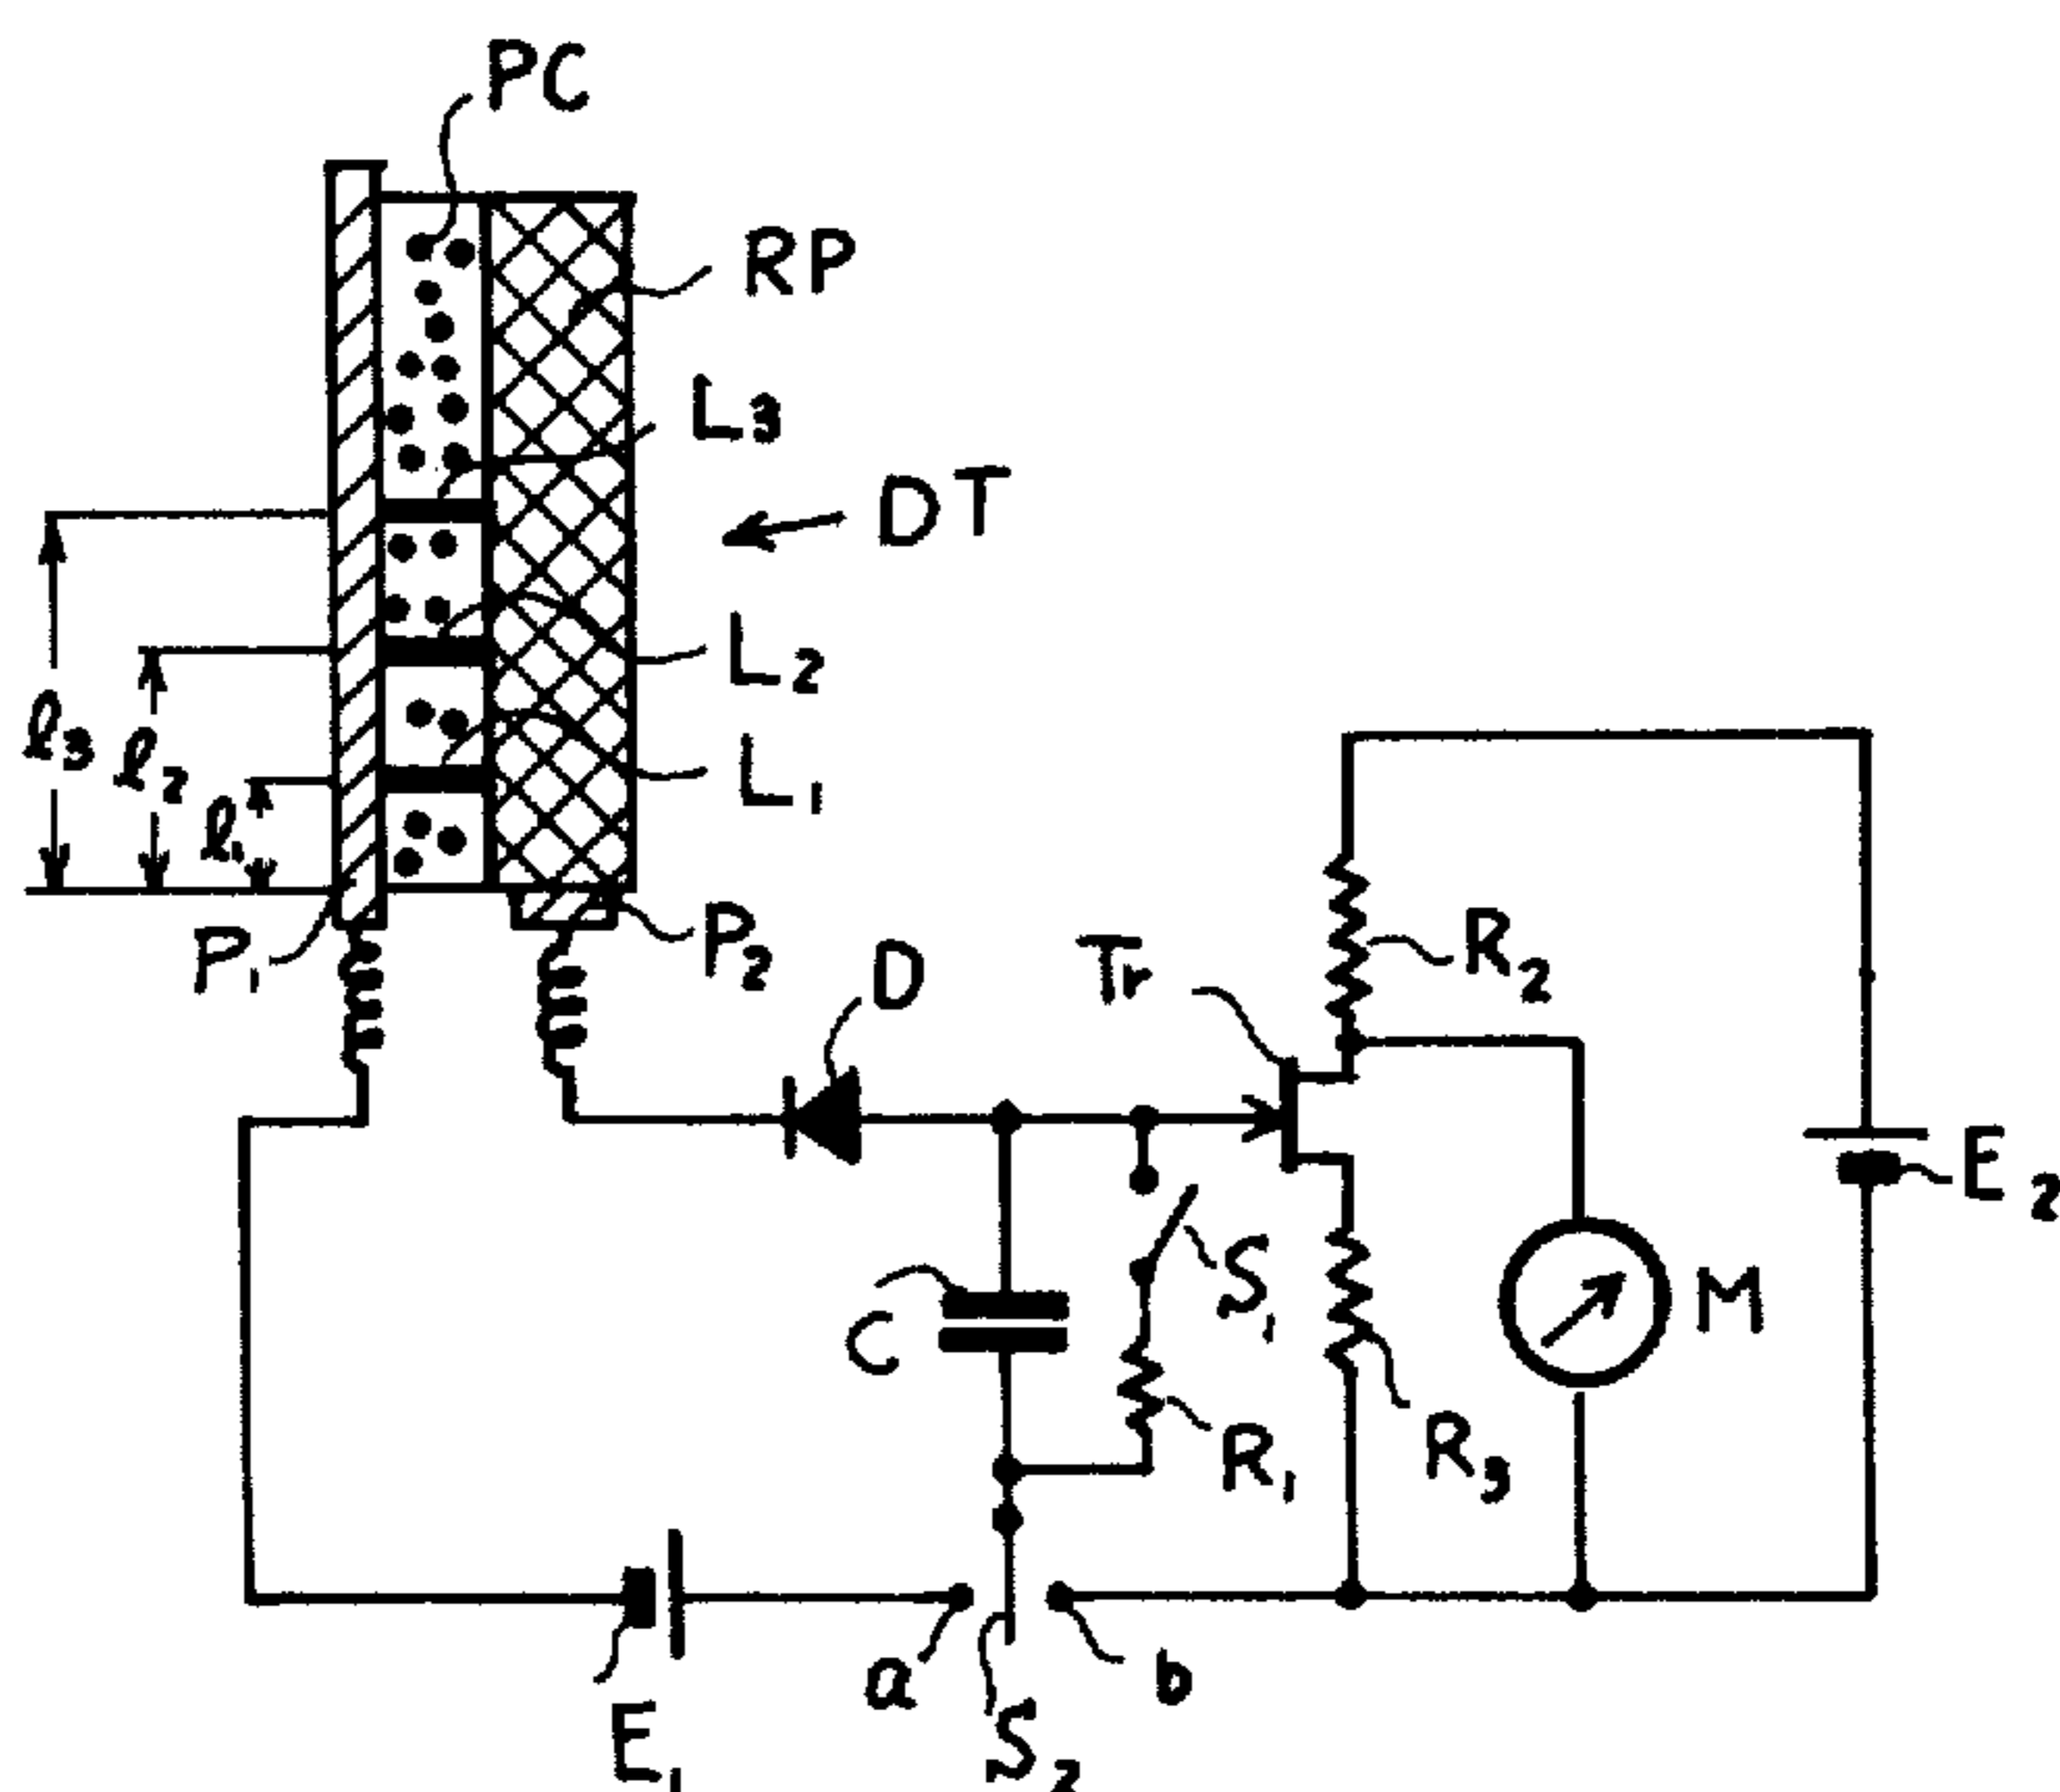 PC
RP
L3
DT
L2
L1
ℓ3
ℓ2
ℓ1
P1
P2
D
Tr
R2
E2
S1
M
C
R1
R3
a
b
S2
E1